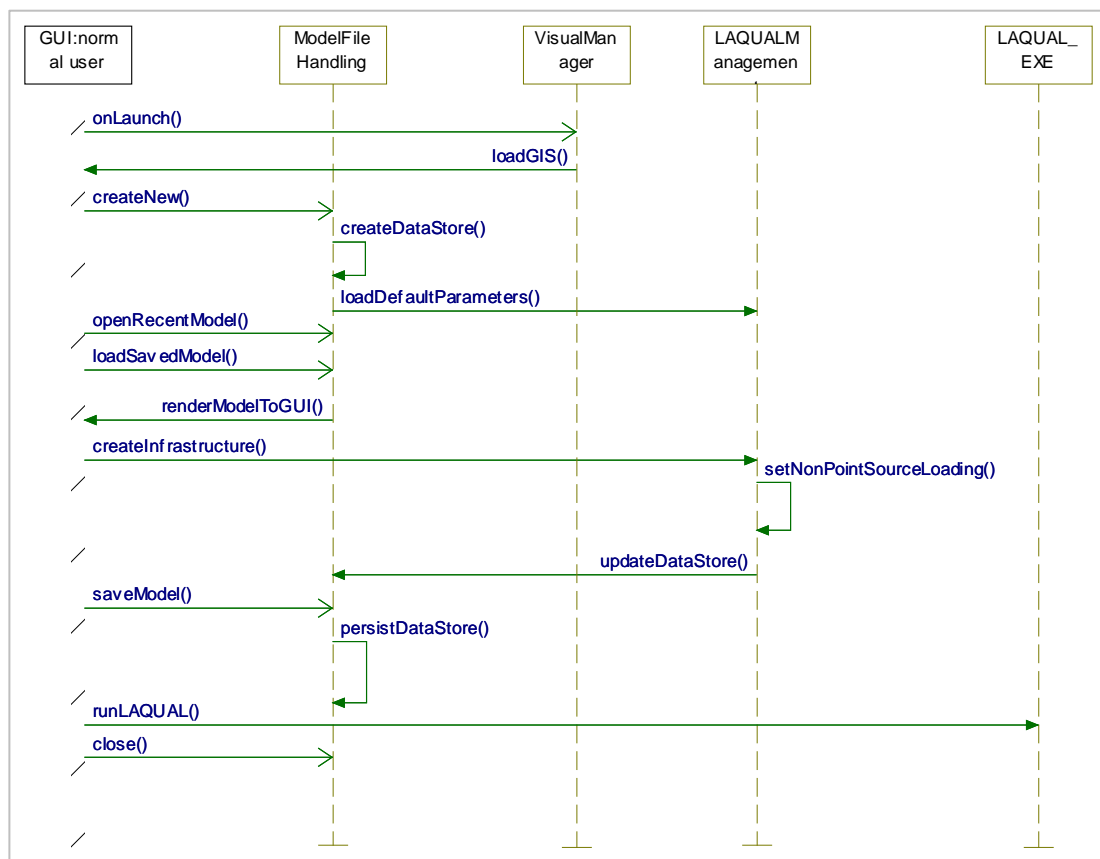 GUI:norm
al user
ModelFile
Handling
VisualMan
ager
LAQUALM
anagemen
LAQUAL_
EXE
onLaunch()
loadGIS()
createNew()
createDataStore()
loadDefaultParameters()
openRecentModel()
loadSavedModel()
renderModelToGUI()
createInfrastructure()
setNonPointSourceLoading()
updateDataStore()
saveModel()
persistDataStore()
runLAQUAL()
close()